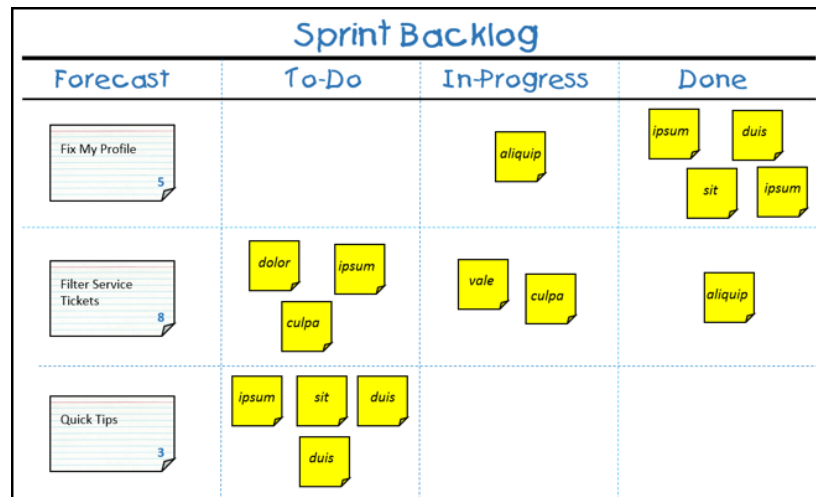 Sprint Backlog
Forecast
To-Do
In-Progress
Done
Fix My Profile
5
aliquip
ipsum
duis
sit
ipsum
Filter Service
Tickets
8
dolor
ipsum
culpa
vale
culpa
aliquip
Quick Tips
3
ipsum
sit
duis
duis